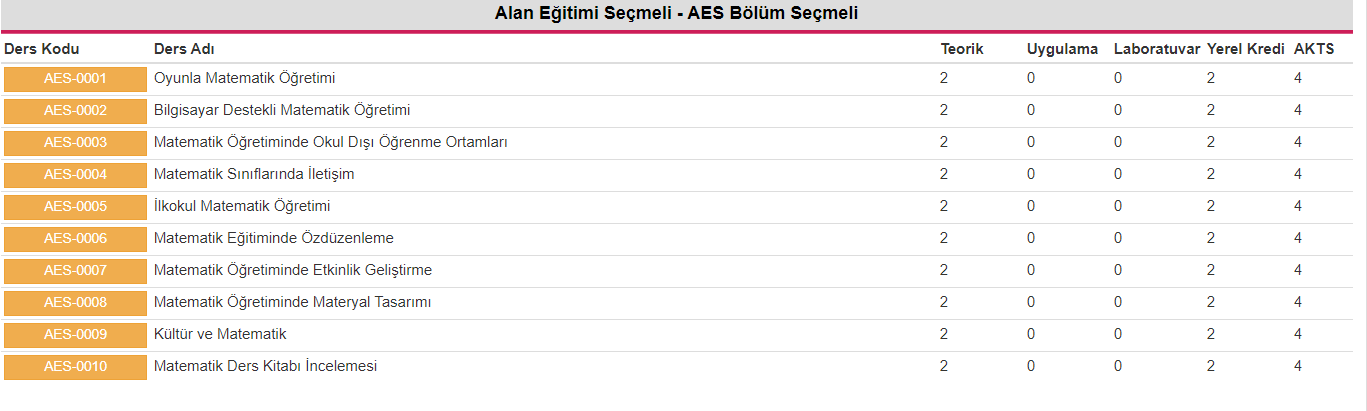 Alan Eğitimi Seçmeli - AES Bölüm Seçmeli
Ders Kodu Ders Adı Teorik Uygulama Laboratuvar Yerel Kredi AKTS
AES-0001 Oyunla Matematik Öğretimi 2 0 0 2 4
AES-0002 Bilgisayar Destekli Matematik Öğretimi 2 0 0 2 4
AES-0003 Matematik Öğretiminde Okul Dışı Öğrenme Ortamları 2 0 0 2 4
AES-0004 Matematik Sınıflarında İletişim 2 0 0 2 4
AES-0005 İlkokul Matematik Öğretimi 2 0 0 2 4
AES-0006 Matematik Eğitiminde Özdüzenleme 2 0 0 2 4
AES-0007 Matematik Öğretiminde Etkinlik Geliştirme 2 0 0 2 4
AES-0008 Matematik Öğretiminde Materyal Tasarımı 2 0 0 2 4
AES-0009 Kültür ve Matematik 2 0 0 2 4
AES-0010 Matematik Ders Kitabı İncelemesi 2 0 0 2 4